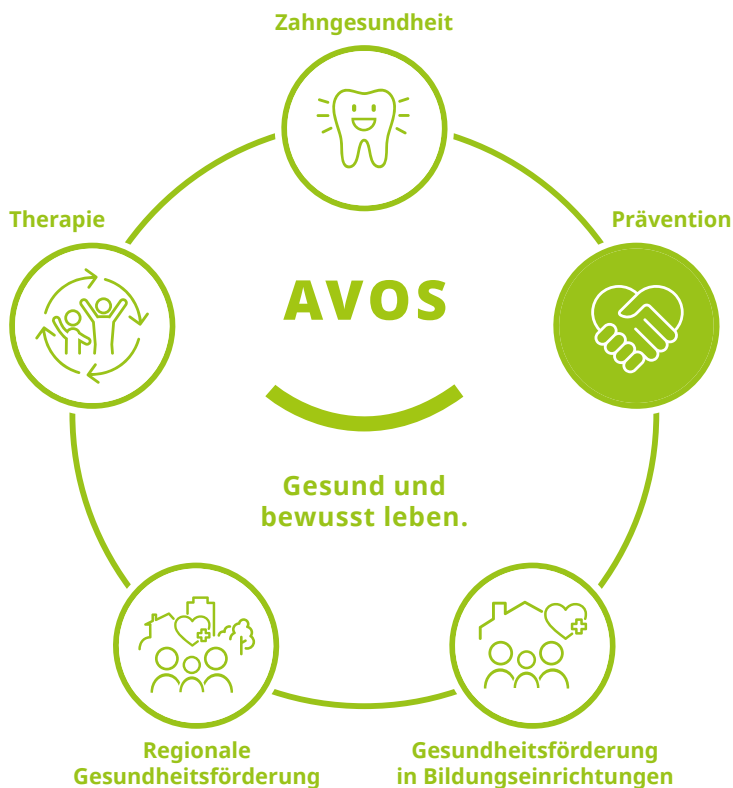 Zahngesundheit
Therapie
Prävention
AVOS
Gesund und
bewusst leben.
Regionale
Gesundheitsförderung
Gesundheitsförderung
in Bildungseinrichtungen